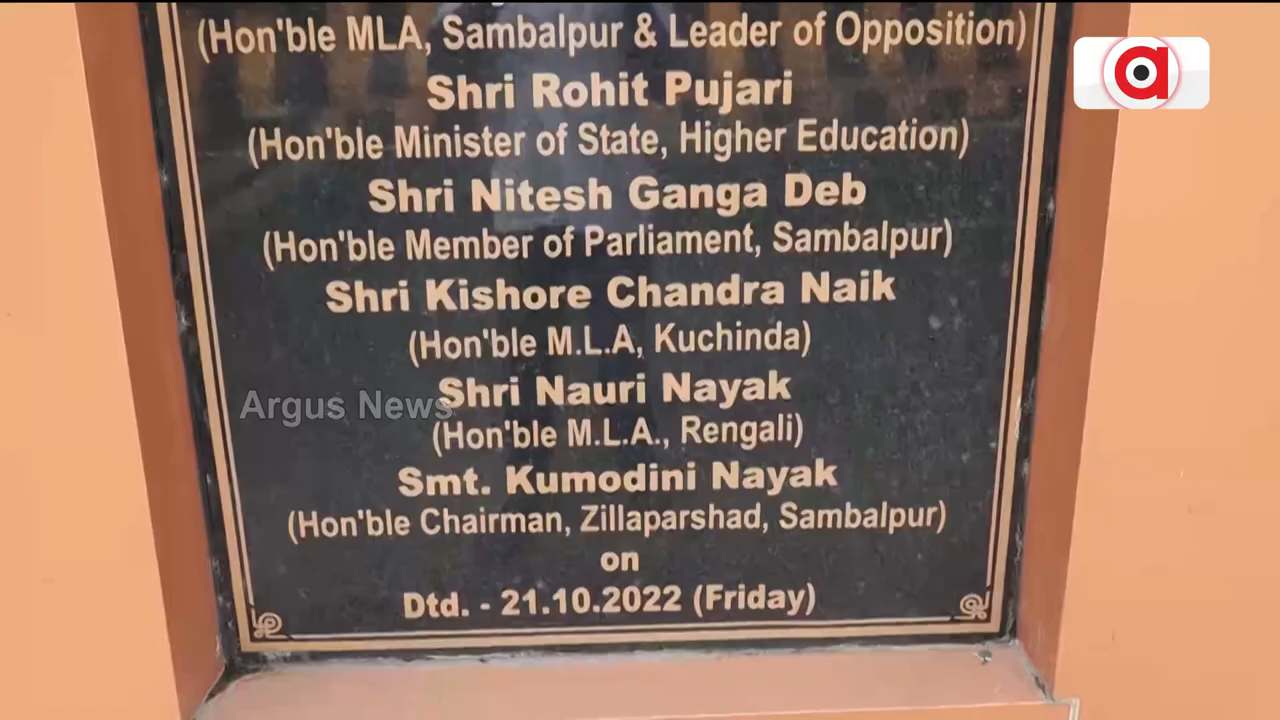 (Hon'ble MLA, Sambalpur & Leader of Opposition)
Shri Rohit Pujari
(Hon'ble Minister of State, Higher Education)
Shri Nitesh Ganga Deb
(Hon'ble Member of Parliament, Sambalpur)
Shri Kishore Chandra Naik
(Hon'ble M.L.A, Kuchinda)
Argus News
Shri Nauri Nayak
(Hon'ble M.L.A., Rengali)
Smt. Kumodini Nayak
(Hon'ble Chairman, Zillaparshad, Sambalpur)
on
Dtd. - 21.10.2022 (Friday)